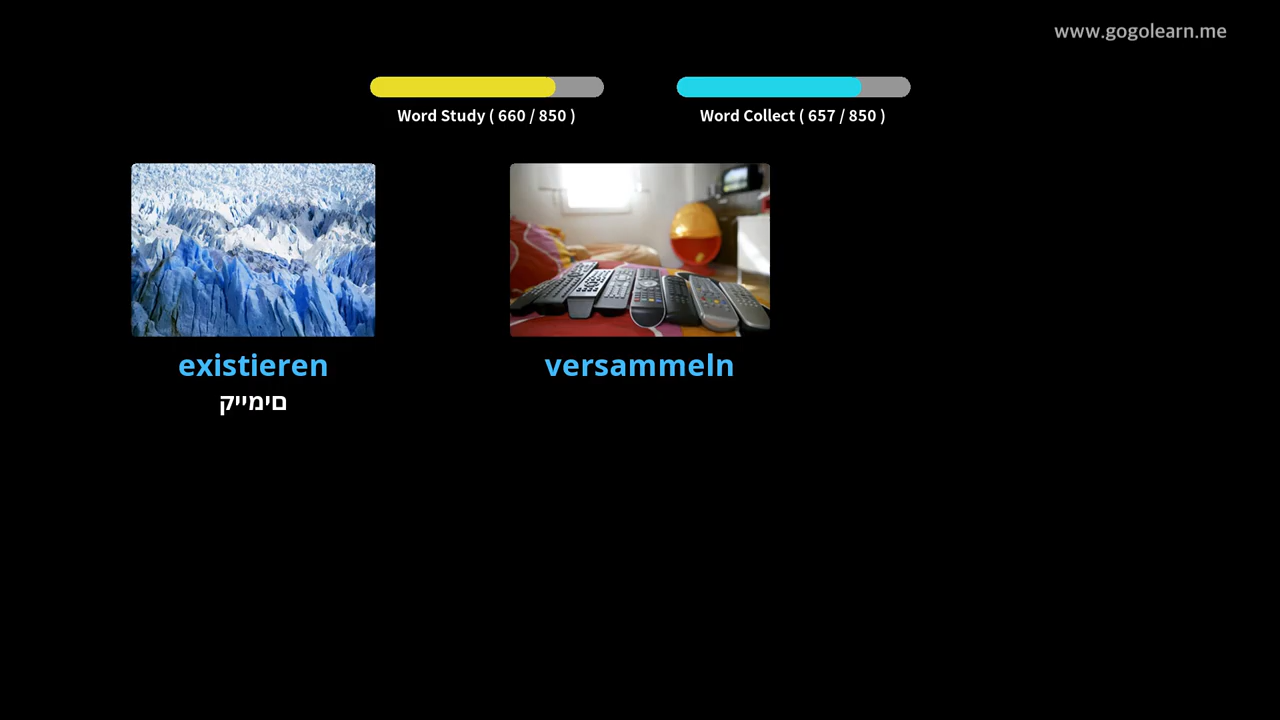 www.gogolearn.me
Word Study ( 660 / 850 )
Word Collect ( 657 / 850 )
existieren
םימייק
versammeln